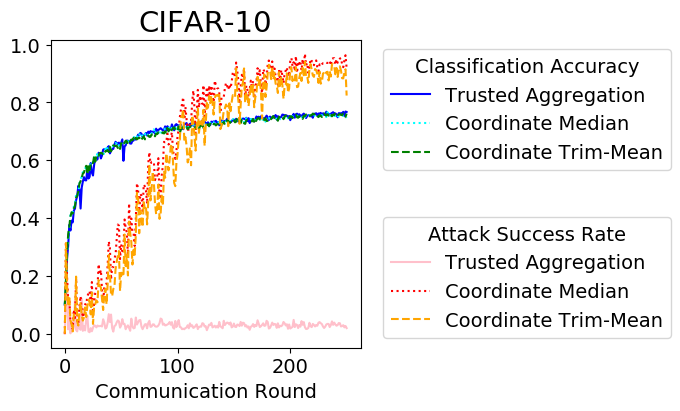 CIFAR-10
1.0
0.8
0.6
0.4
0.2
0.0
0
100
200
Communication Round
Classification Accuracy
Trusted Aggregation
Coordinate Median
Coordinate Trim-Mean
Attack Success Rate
Trusted Aggregation
Coordinate Median
Coordinate Trim-Mean